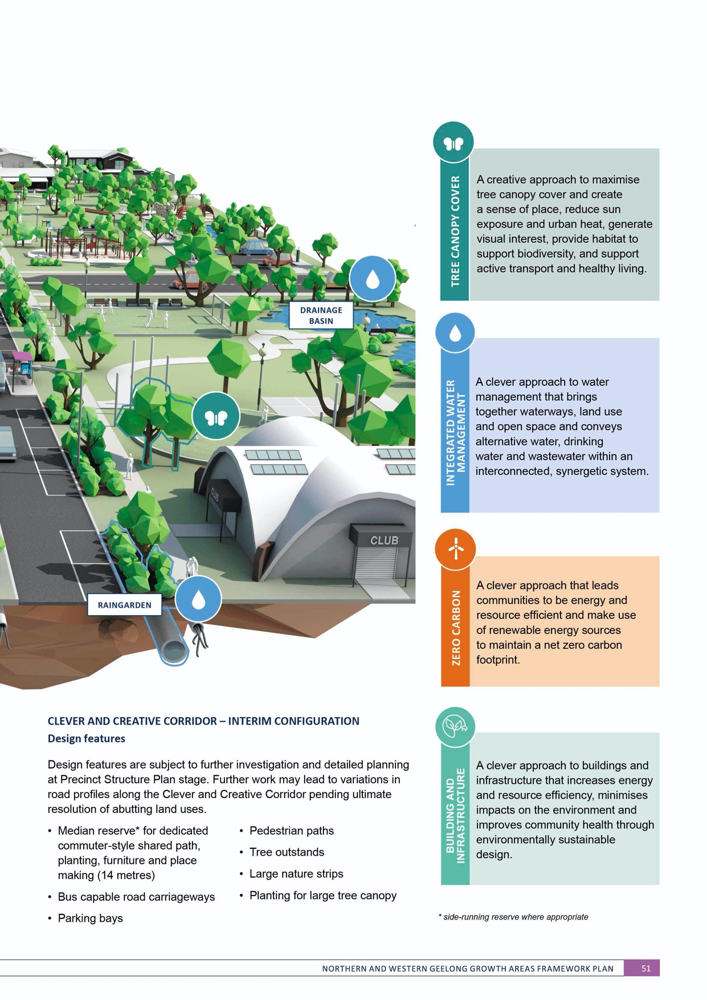 TREE CANOPY COVER
A creative approach to maximise
tree canopy cover and create
a sense of place, reduce sun
exposure and urban heat, generate
visual interest, provide habitat to
support biodiversity, and support
active transport and healthy living.
DRAINAGE
BASIN
INTEGRATED WATER
MANAGEMENT
A clever approach to water
management that brings
together waterways, land use
and open space and conveys
alternative water, drinking
water and wastewater within an
interconnected, synergetic system.
CLUB
CLUB
RAINGARDEN
ZERO CARBON
A clever approach that leads
communities to be energy and
resource efficient and make use
of renewable energy sources
to maintain a net zero carbon
footprint.
CLEVER AND CREATIVE CORRIDOR – INTERIM CONFIGURATION
Design features
Design features are subject to further investigation and detailed planning
at Precinct Structure Plan stage. Further work may lead to variations in
road profiles along the Clever and Creative Corridor pending ultimate
resolution of abutting land uses.
• Median reserve* for dedicated
commuter-style shared path,
planting, furniture and place
making (14 metres)
• Bus capable road carriageways
• Parking bays
• Pedestrian paths
• Tree outstands
• Large nature strips
• Planting for large tree canopy
BUILDING AND
INFRASTRUCTURE
A clever approach to buildings and
infrastructure that increases energy
and resource efficiency, minimises
impacts on the environment and
improves community health through
environmentally sustainable
design.
* side-running reserve where appropriate
NORTHERN AND WESTERN GEELONG GROWTH AREAS FRAMEWORK PLAN
51